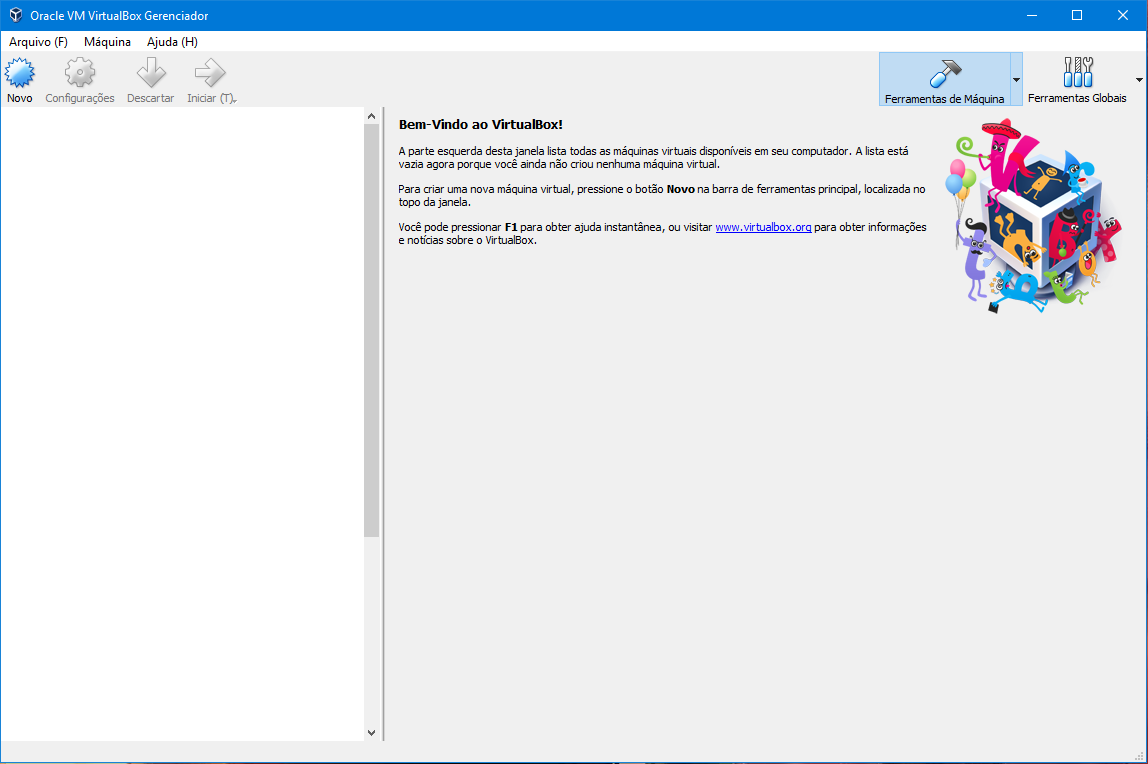 Oracle VM VirtualBox Gerenciador
Arquivo (F) Máquina Ajuda (H)
Novo Configurações Descartar Iniciar (T) Ferramentas de Máquina Ferramentas Globais
Bem-Vindo ao VirtualBox!
A parte esquerda desta janela lista todas as máquinas virtuais disponíveis em seu computador. A lista está
vazia agora porque você ainda não criou nenhuma máquina virtual.
Para criar uma nova máquina virtual, pressione o botão Novo na barra de ferramentas principal, localizada no
topo da janela.
Você pode pressionar F1 para obter ajuda instantânea, ou visitar www.virtualbox.org para obter informações
e notícias sobre o VirtualBox.